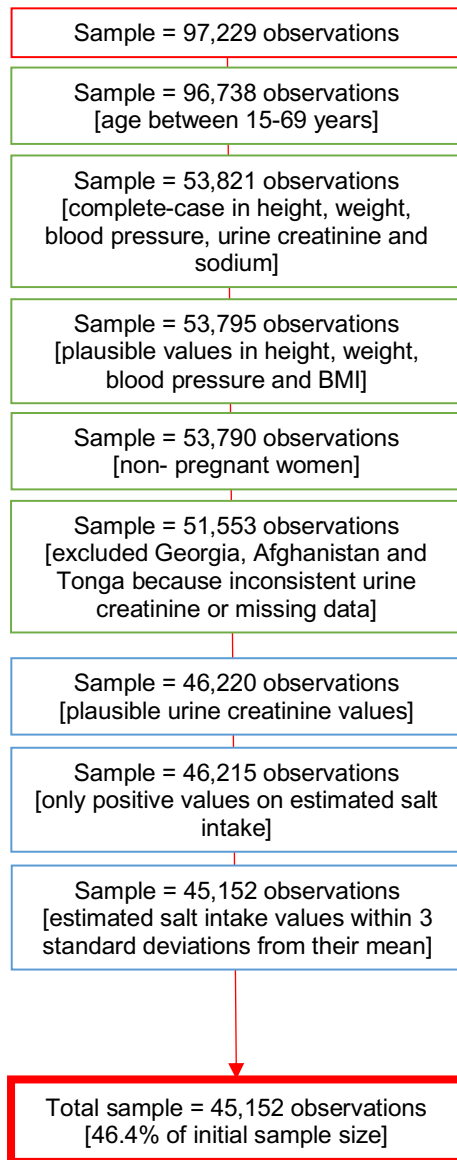 Sample = 97,229 observations
Sample = 96,738 observations
[age between 15-69 years]
Sample = 53,821 observations
[complete-case in height, weight,
blood pressure, urine creatinine and
sodium]
Sample = 53,795 observations
[plausible values in height, weight,
blood pressure and BMI]
Sample = 53,790 observations
[non- pregnant women]
Sample = 51,553 observations
[excluded Georgia, Afghanistan and
Tonga because inconsistent urine
creatinine or missing data]
Sample = 46,220 observations
[plausible urine creatinine values]
Sample = 46,215 observations
[only positive values on estimated salt
intake]
Sample = 45,152 observations
[estimated salt intake values within 3
standard deviations from their mean]
Total sample = 45,152 observations
[46.4% of initial sample size]